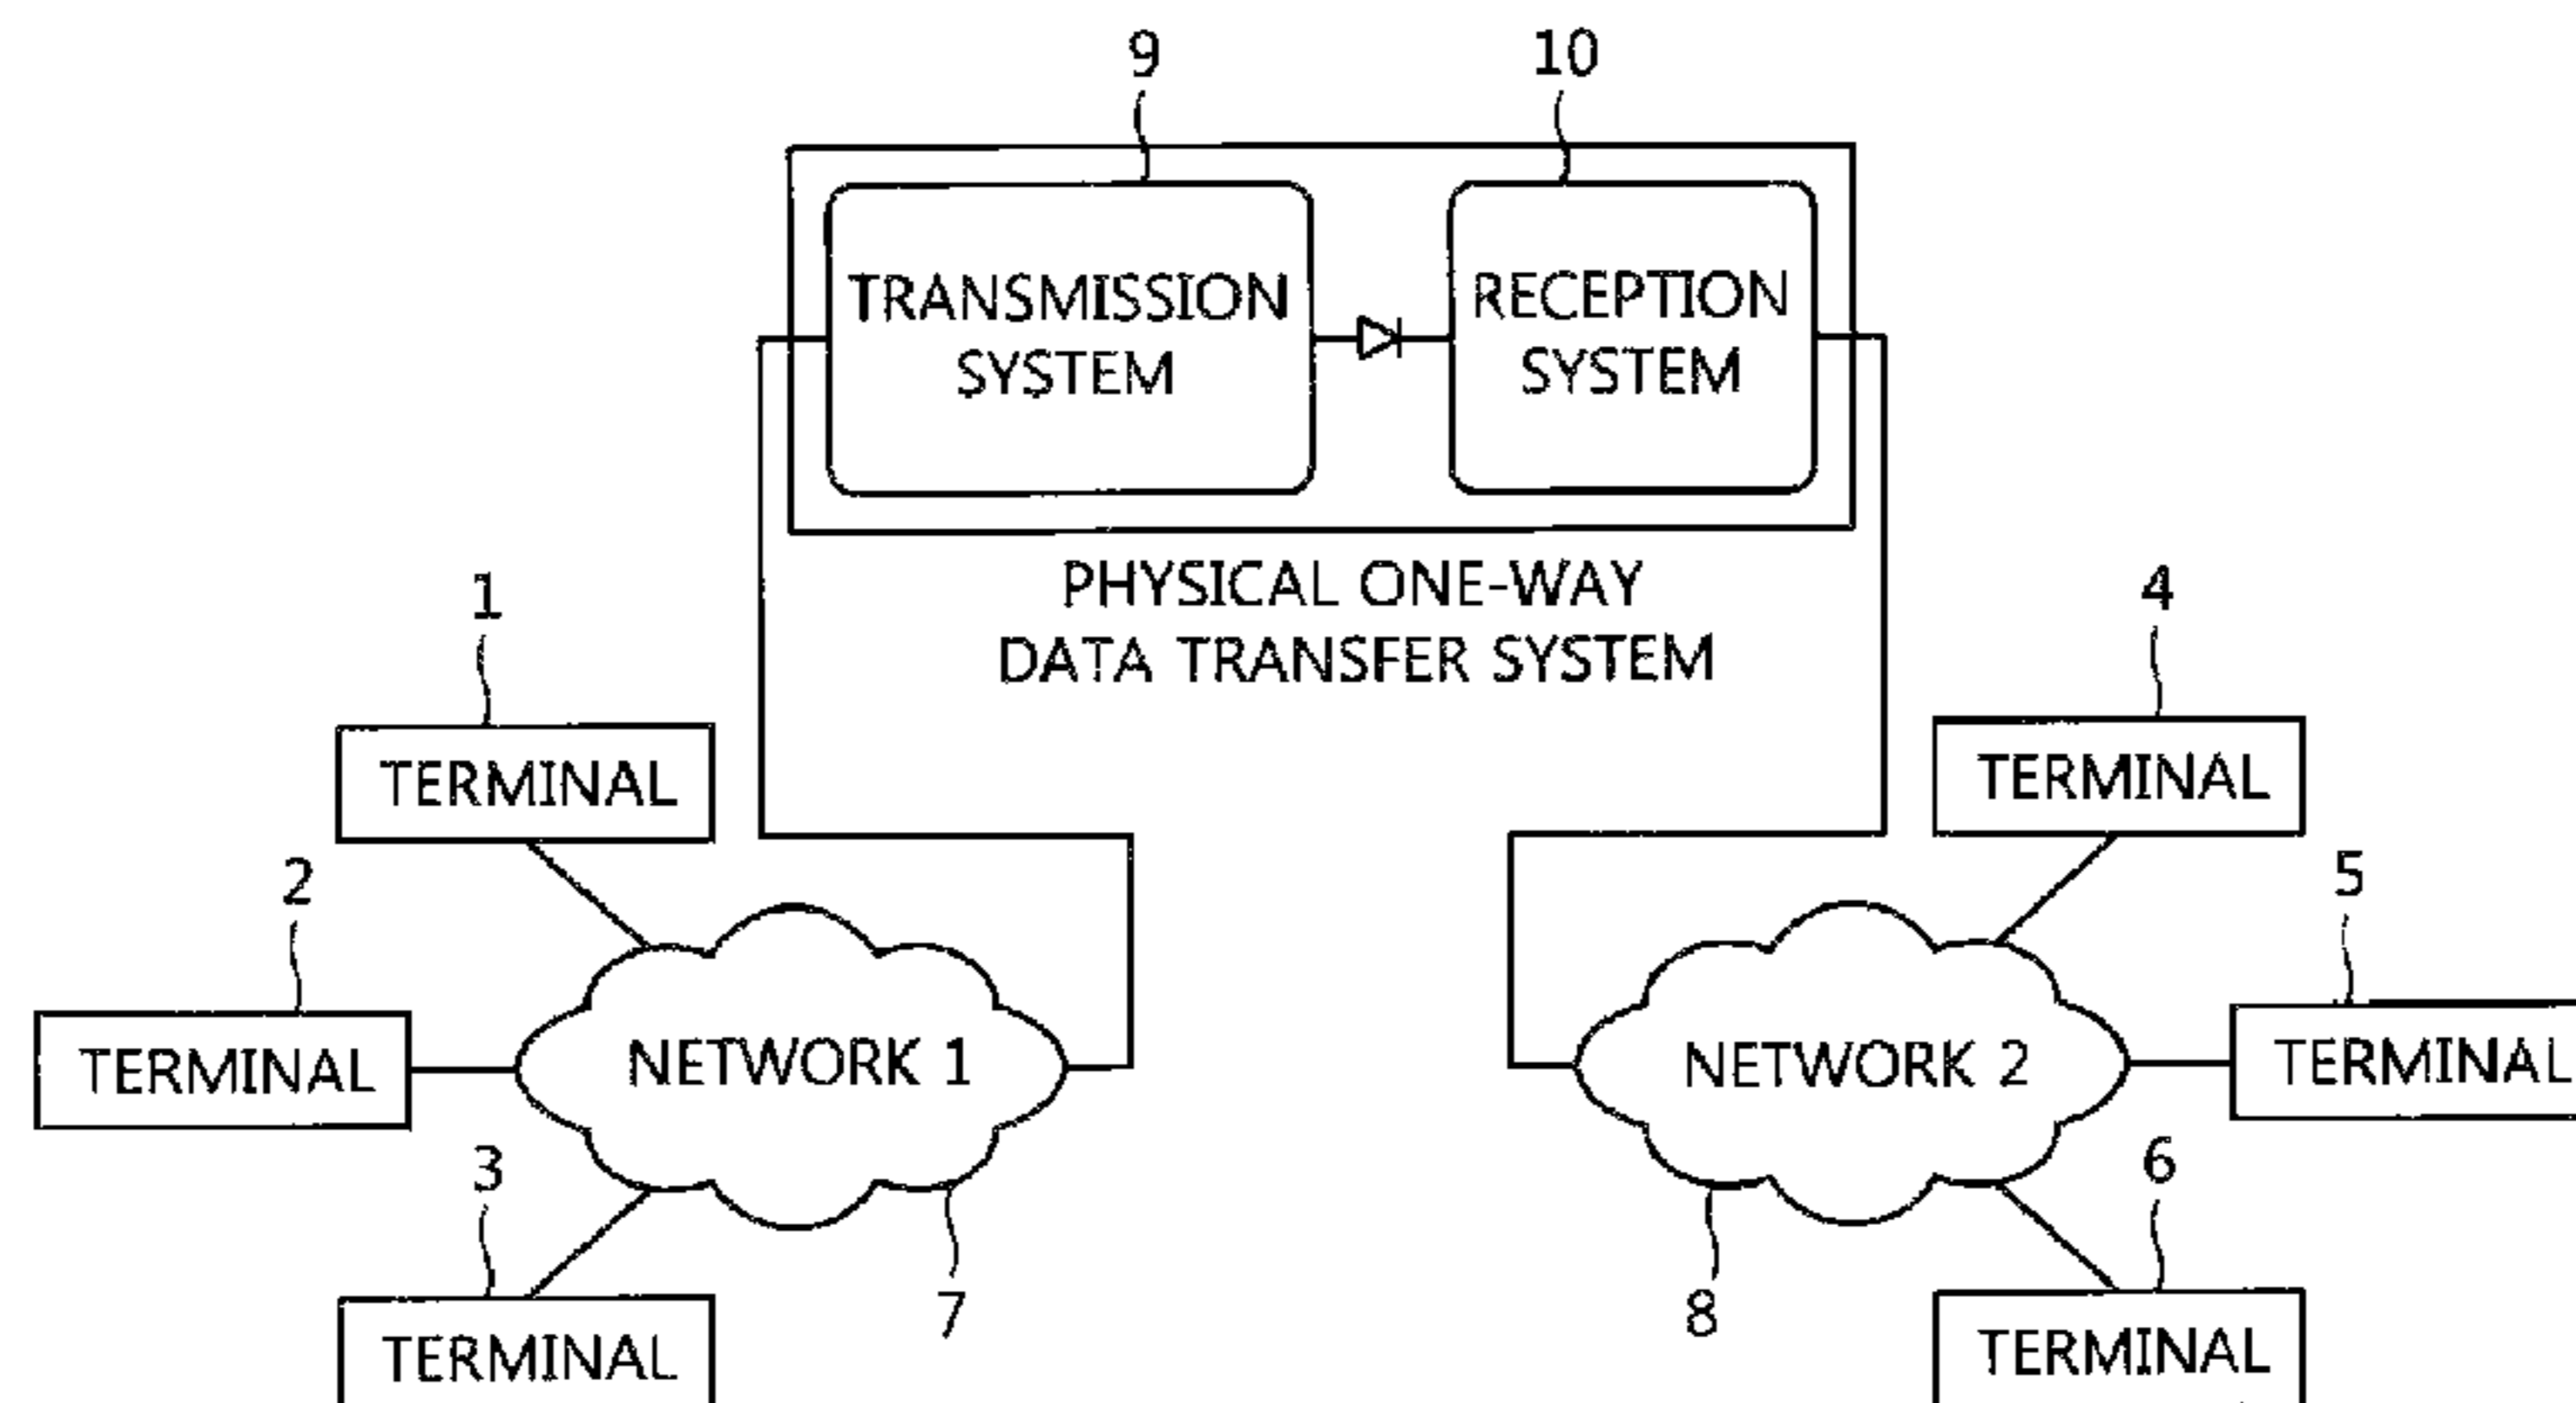 9
10
TRANSMISSION
SYSTEM
RECEPTION
SYSTEM
PHYSICAL ONE-WAY
DATA TRANSFER SYSTEM
1
4
TERMINAL
TERMINAL
2
5
TERMINAL
NETWORK 1
NETWORK 2
TERMINAL
3
6
7
8
TERMINAL
TERMINAL